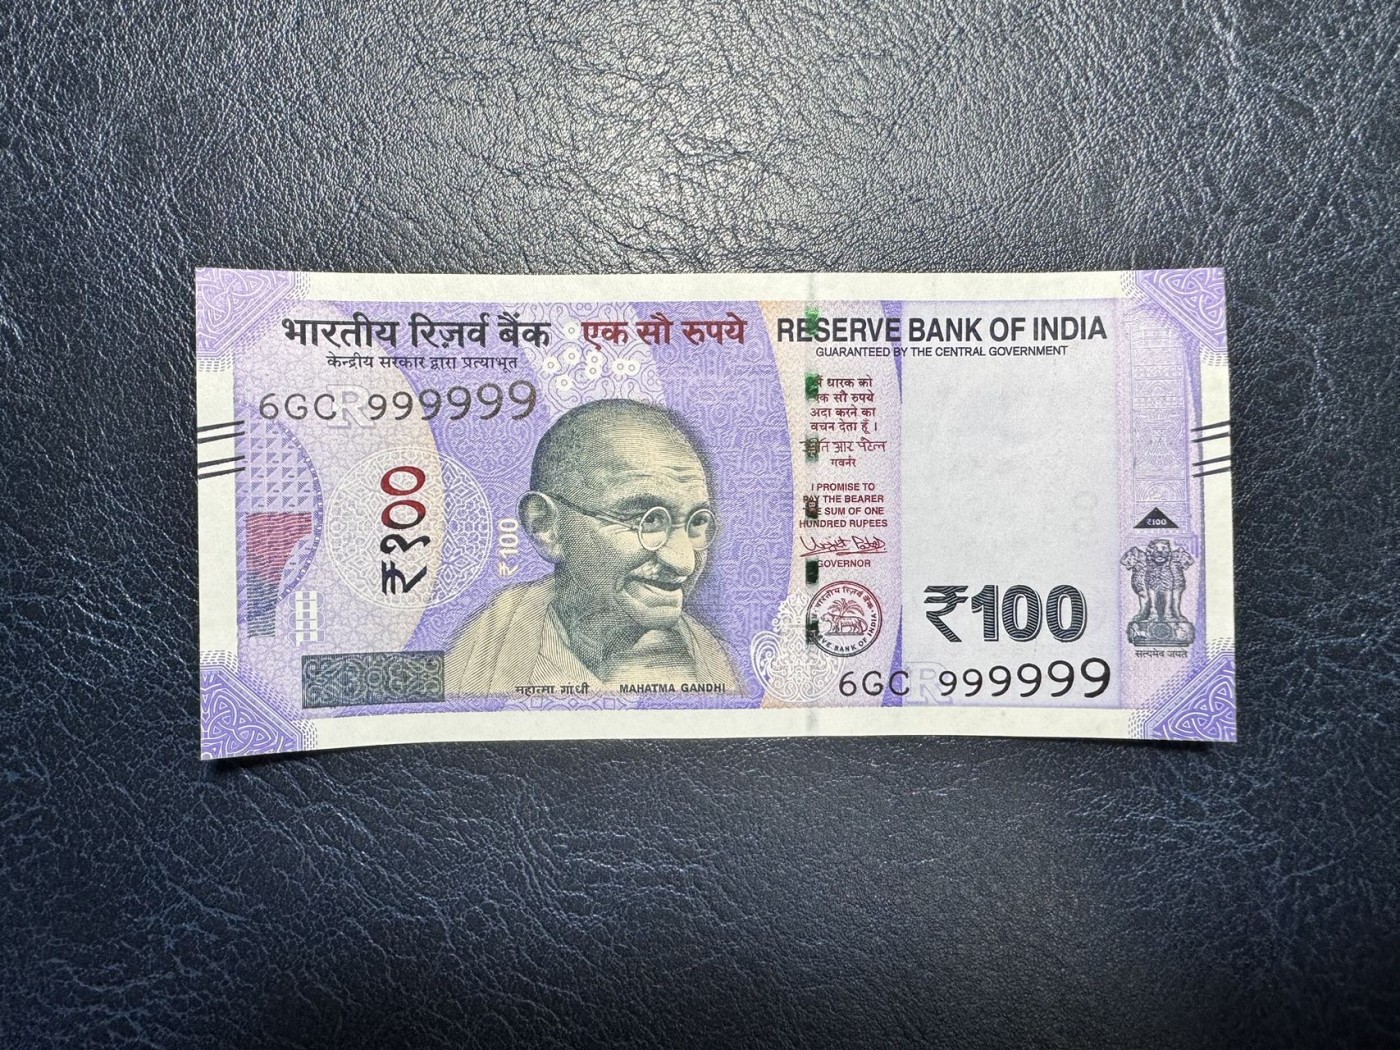 भारतीय रिज़र्व बैंक
केन्द्रीय सरकार द्वारा प्रत्याभूत
एक सौ रुपये
RESERVE BANK OF INDIA
GUARANTEED BY THE CENTRAL GOVERNMENT
6GC 999999
₹१००
₹100
मैं धारक को
एक सौ रुपये
अदा करने का
वचन देता हूँ ।
गवर्नर
I PROMISE TO
PAY THE BEARER
THE SUM OF ONE
HUNDRED RUPEES
GOVERNOR
₹100
₹100
सत्यमेव जयते
महात्मा गांधी
MAHATMA GANDHI
6GC 999999